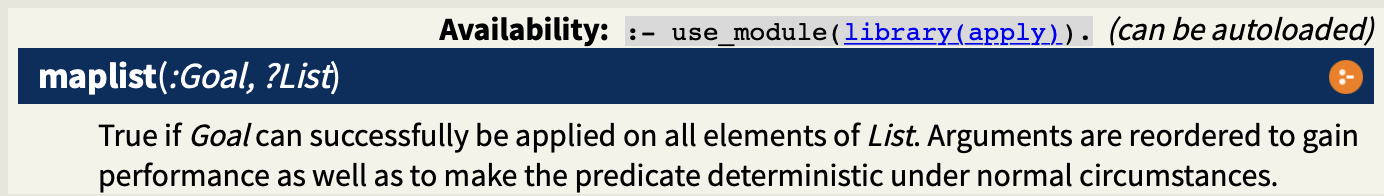 Availability: :- use_module(library(apply)). (can be autoloaded)
maplist(:Goal, ?List) :-
True if Goal can successfully be applied on all elements of List. Arguments are reordered to gain
performance as well as to make the predicate deterministic under normal circumstances.